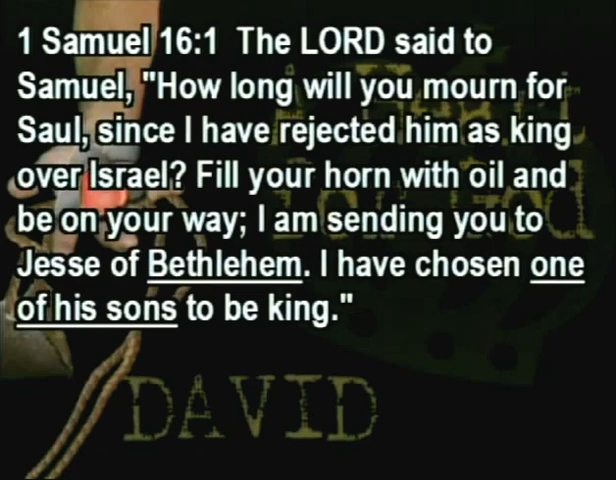 1 Samuel 16:1  The LORD said to
Samuel, "How long will you mourn for
Saul, since I have rejected him as king
over Israel? Fill your horn with oil and
be on your way; I am sending you to
Jesse of Bethlehem. I have chosen one
of his sons to be king."
DAVID